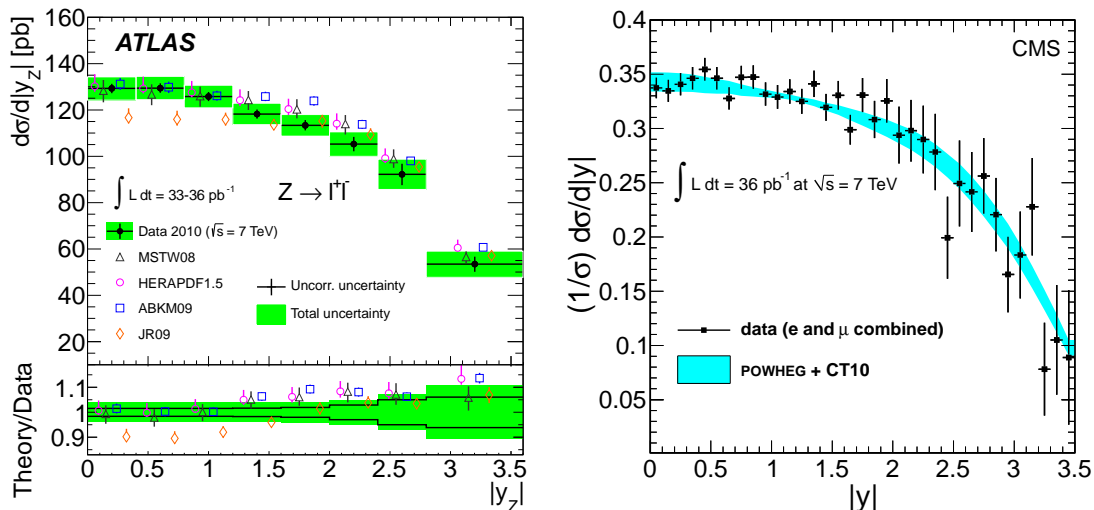 dσ/d|y_Z| [pb]
160
140
120
100
80
60
40
20
ATLAS
∫ L dt = 33-36 pb⁻¹
Z → l⁺l⁻
Data 2010 (√s = 7 TeV)
MSTW08
HERAPDF1.5
ABKM09
JR09
Uncorr. uncertainty
Total uncertainty
Theory/Data
1.1
1
0.9
0 0.5 1 1.5 2 2.5 3 3.5
|y_Z|
(1/σ) dσ/d|y|
0.4
0.35
0.3
0.25
0.2
0.15
0.1
0.05
CMS
∫ L dt = 36 pb⁻¹ at √s = 7 TeV
data (e and μ combined)
POWHEG + CT10
0 0.5 1 1.5 2 2.5 3 3.5
|y|